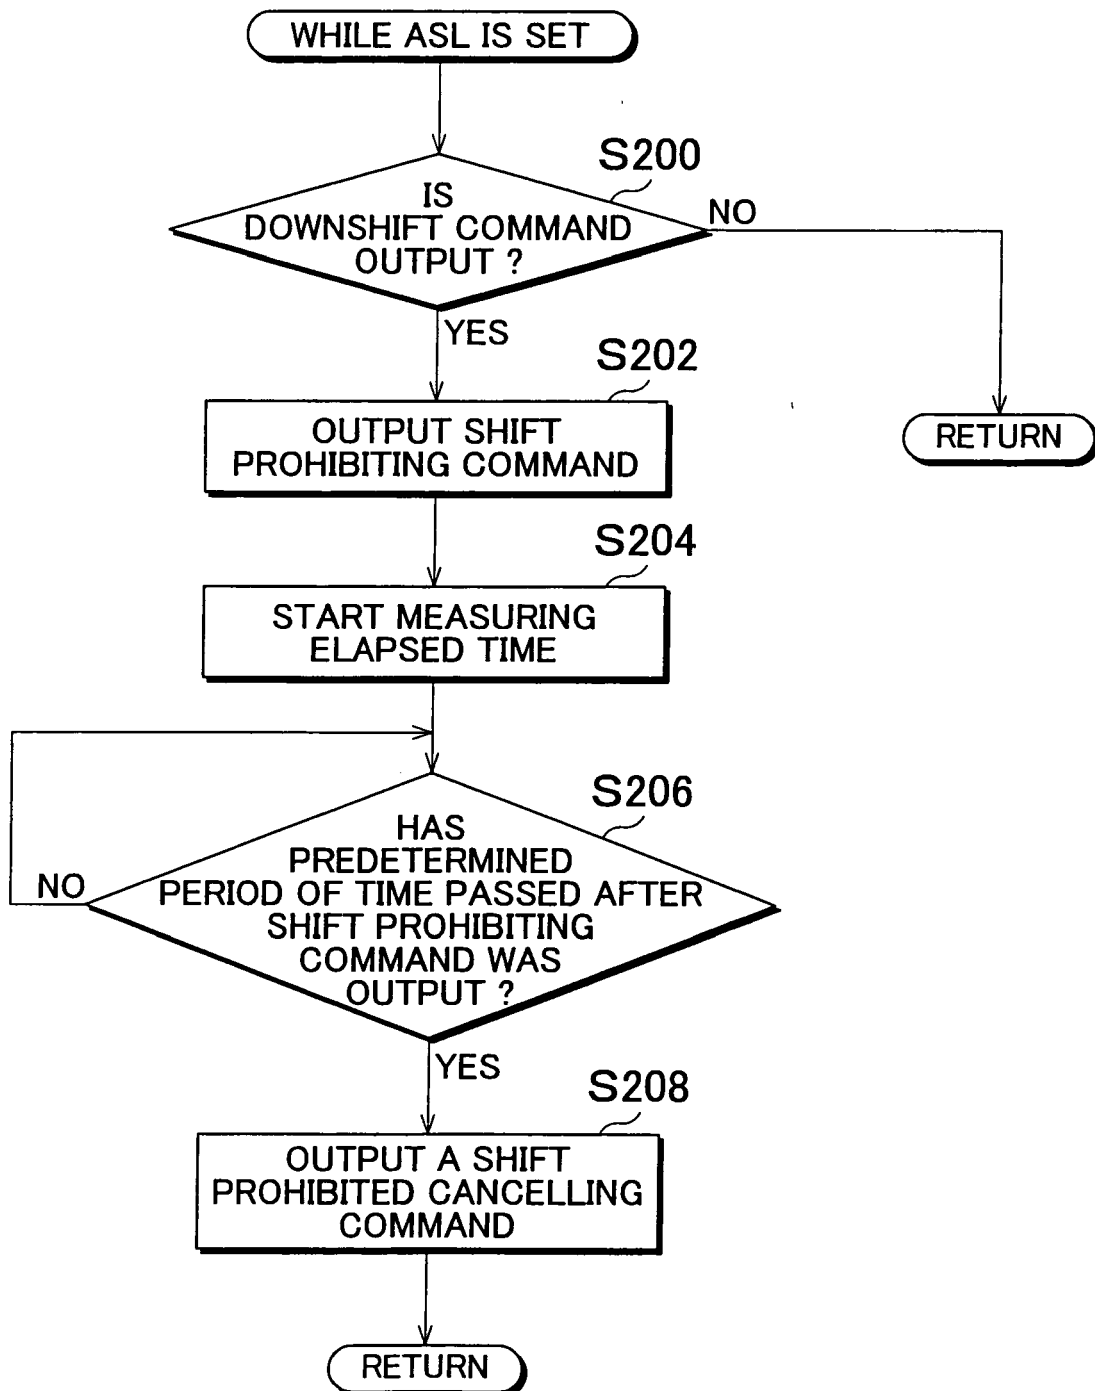 WHILE ASL IS SET
S200
IS
DOWNSHIFT COMMAND
OUTPUT ?
NO
YES
S202
OUTPUT SHIFT
PROHIBITING COMMAND
RETURN
S204
START MEASURING
ELAPSED TIME
S206
HAS
PREDETERMINED
PERIOD OF TIME PASSED AFTER
SHIFT PROHIBITING
COMMAND WAS
OUTPUT ?
NO
YES
S208
OUTPUT A SHIFT
PROHIBITED CANCELLING
COMMAND
RETURN